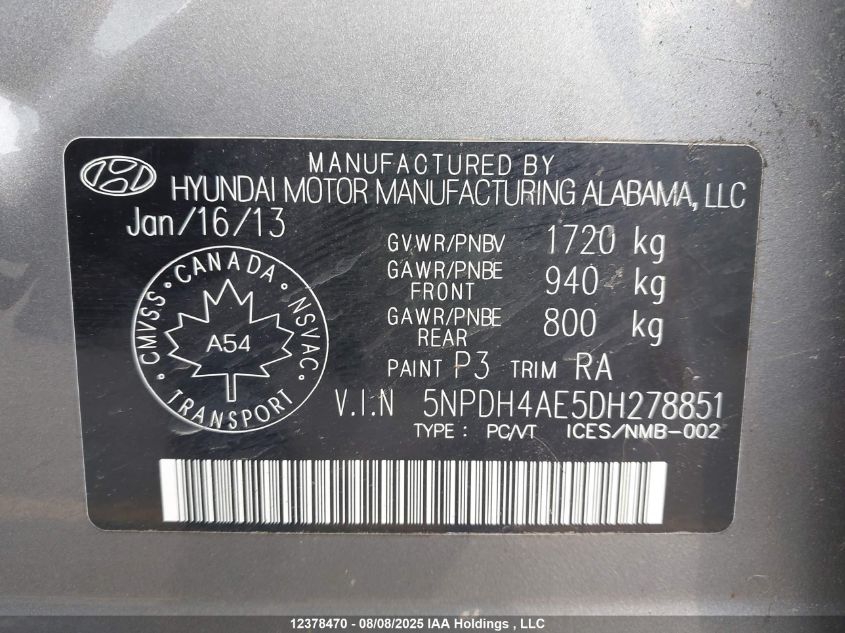 MANUFACTURED BY
HYUNDAI MOTOR MANUFACTURING ALABAMA, LLC
Jan/16/13
GVWR/PNBV 1720 kg
GAWR/PNBE FRONT 940 kg
GAWR/PNBE REAR 800 kg
PAINT P3 TRIM RA
CANADA
CMVSS
NSVAC
A54
TRANSPORT
V.I.N 5NPDH4AE5DH278851
TYPE : PC/VT ICES/NMB-002
12378470 - 08/08/2025 IAA Holdings , LLC